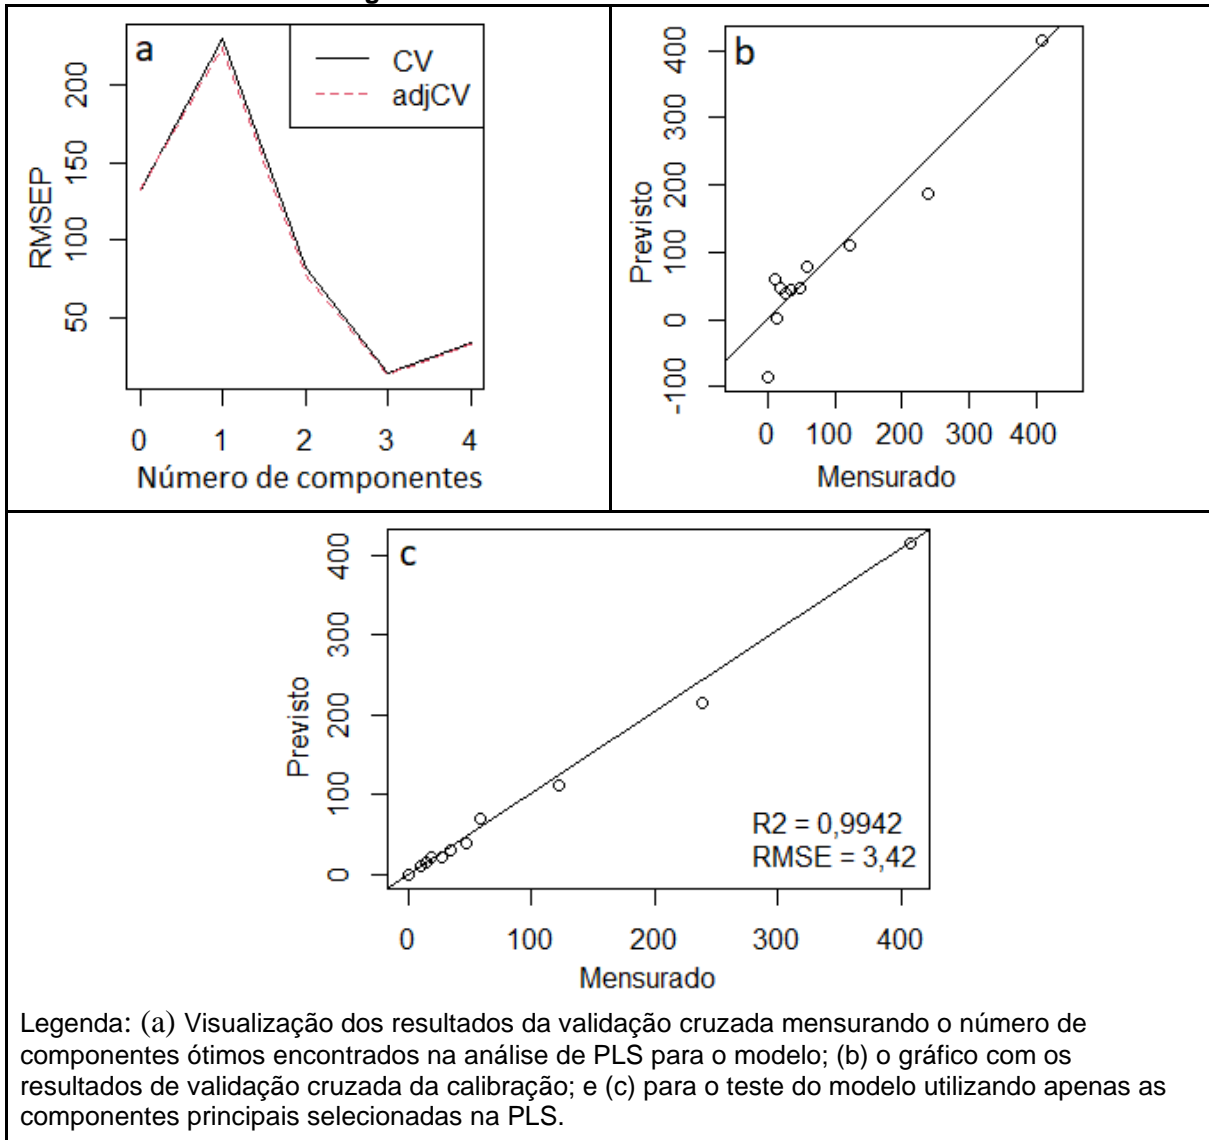 a
CV
adjCV
200
150
100
50
RMSEP
0 1 2 3 4
Número de componentes
b
400
300
200
100
0
-100
Previsto
0 100 200 300 400
Mensurado
c
400
300
200
100
0
Previsto
R2 = 0,9942
RMSE = 3,42
0 100 200 300 400
Mensurado
Legenda: (a) Visualização dos resultados da validação cruzada mensurando o número de
componentes ótimos encontrados na análise de PLS para o modelo; (b) o gráfico com os
resultados de validação cruzada da calibração; e (c) para o teste do modelo utilizando apenas as
componentes principais selecionadas na PLS.